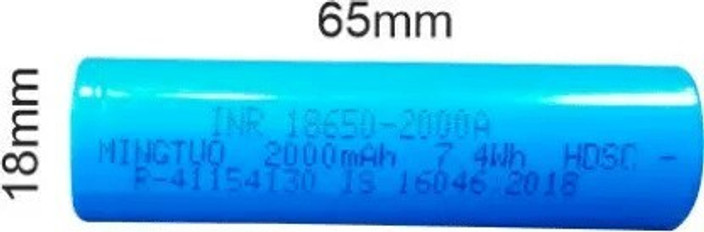 65mm
18mm
INR 18650-2000A
MINGTUO 2000mAh 7.4Wh HDSC -
R-41154130 IS 16046 2018